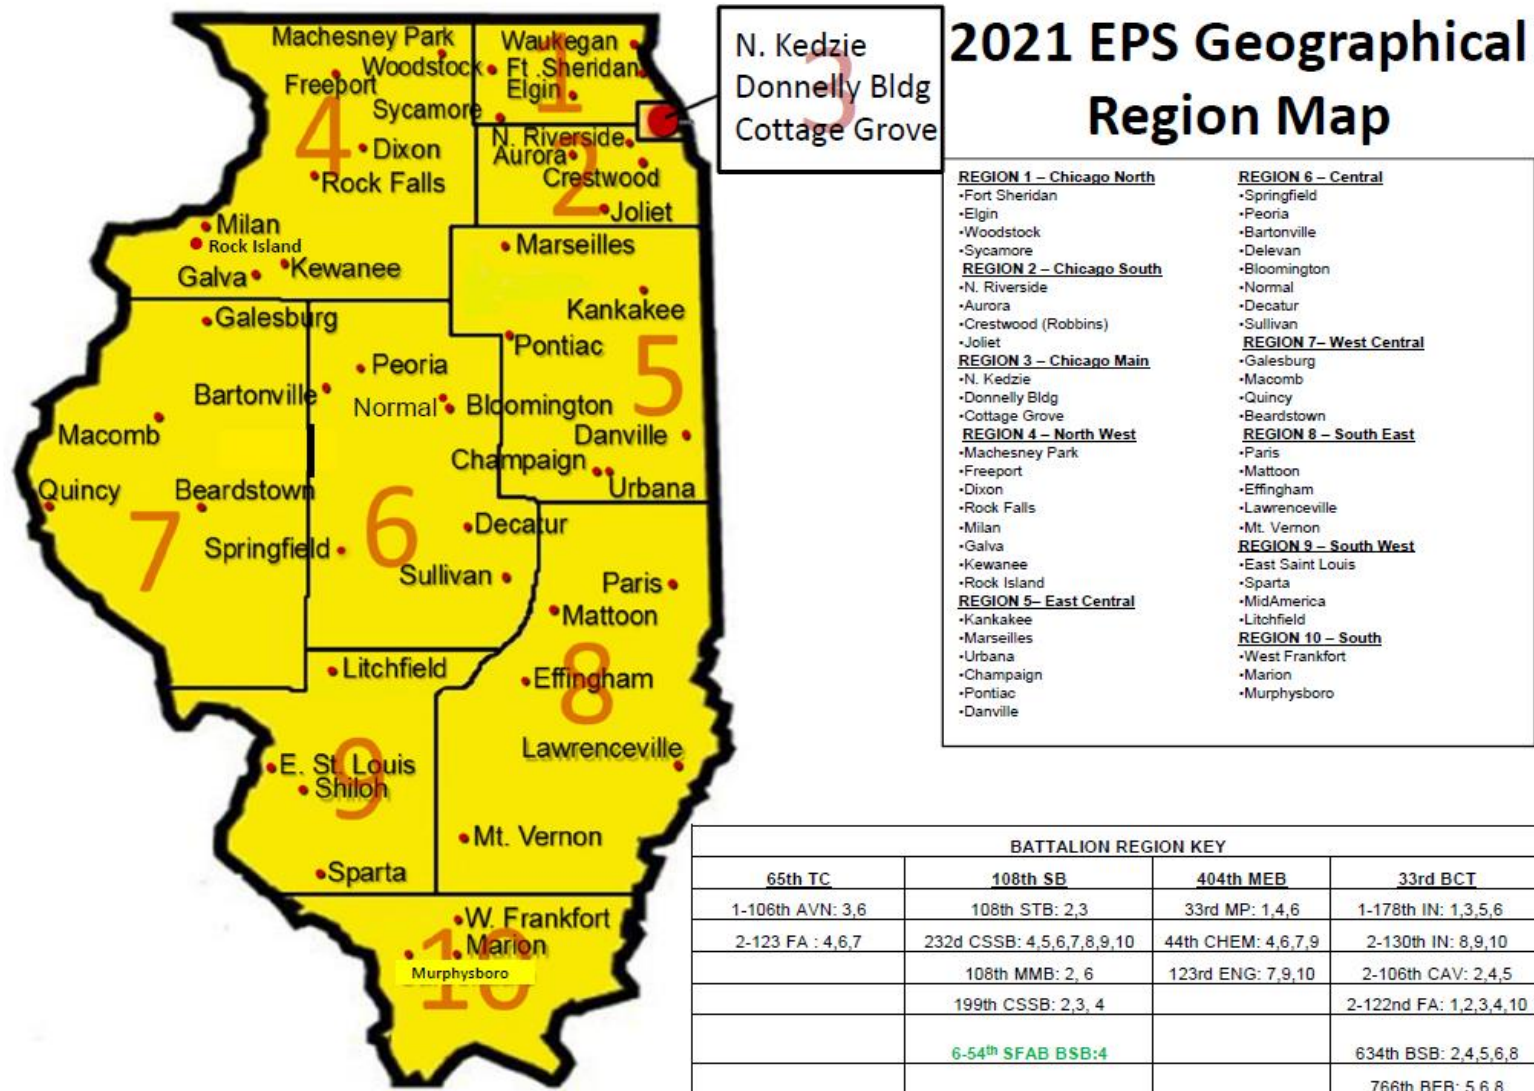 2021 EPS Geographical
Region Map
N. Kedzie
Donnelly Bldg
Cottage Grove
3
Machesney Park
Waukegan
Woodstock
Ft .Sheridan
1
Freeport
Elgin
Sycamore
4
N. Riverside
Dixon
Aurora
2
Rock Falls
Crestwood
Joliet
Milan
Rock Island
Marseilles
Galva
Kewanee
Kankakee
Galesburg
Pontiac
5
Peoria
Bartonville
Normal
Bloomington
Macomb
Danville
Champaign
Quincy
Beardstown
Urbana
7
6
Decatur
Springfield
Sullivan
Paris
Mattoon
Litchfield
8
Effingham
Lawrenceville
E. St. Louis
9
Shiloh
Mt. Vernon
Sparta
W. Frankfort
Marion
10
Murphysboro
REGION 1 – Chicago North
•Fort Sheridan
•Elgin
•Woodstock
•Sycamore
REGION 2 – Chicago South
•N. Riverside
•Aurora
•Crestwood (Robbins)
•Joliet
REGION 3 – Chicago Main
•N. Kedzie
•Donnelly Bldg
•Cottage Grove
REGION 4 – North West
•Machesney Park
•Freeport
•Dixon
•Rock Falls
•Milan
•Galva
•Kewanee
•Rock Island
REGION 5– East Central
•Kankakee
•Marseilles
•Urbana
•Champaign
•Pontiac
•Danville
REGION 6 – Central
•Springfield
•Peoria
•Bartonville
•Delevan
•Bloomington
•Normal
•Decatur
•Sullivan
REGION 7– West Central
•Galesburg
•Macomb
•Quincy
•Beardstown
REGION 8 – South East
•Paris
•Mattoon
•Effingham
•Lawrenceville
•Mt. Vernon
REGION 9 – South West
•East Saint Louis
•Sparta
•MidAmerica
•Litchfield
REGION 10 – South
•West Frankfort
•Marion
•Murphysboro
BATTALION REGION KEY
65th TC 108th SB 404th MEB 33rd BCT
1-106th AVN: 3,6 108th STB: 2,3 33rd MP: 1,4,6 1-178th IN: 1,3,5,6
2-123 FA : 4,6,7 232d CSSB: 4,5,6,7,8,9,10 44th CHEM: 4,6,7,9 2-130th IN: 8,9,10
108th MMB: 2, 6 123rd ENG: 7,9,10 2-106th CAV: 2,4,5
199th CSSB: 2,3, 4 2-122nd FA: 1,2,3,4,10
6-54th SFAB BSB:4 634th BSB: 2,4,5,6,8
766th BEB: 5,6,8